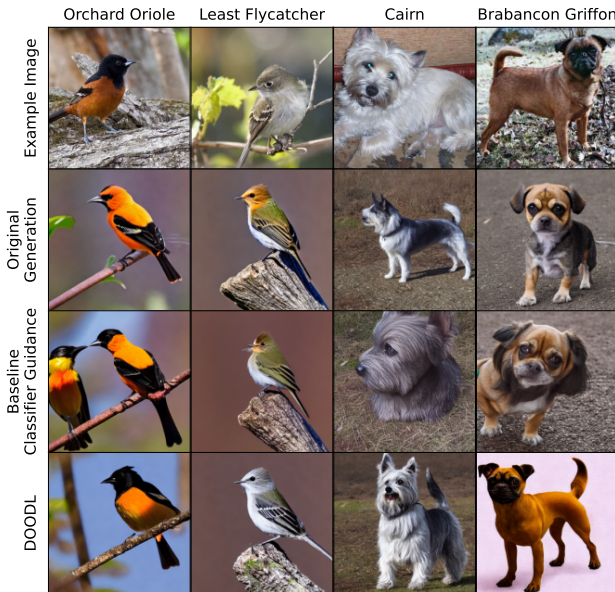 Orchard Oriole
Least Flycatcher
Cairn
Brabancon Griffon
Example Image
Original
Generation
Baseline
Classifier Guidance
DOODL